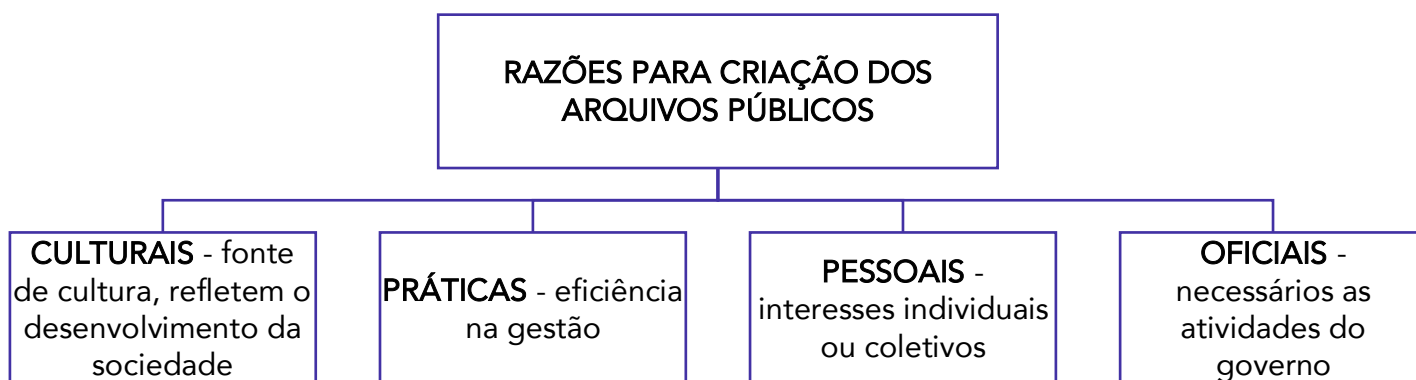 RAZÕES PARA CRIAÇÃO DOS
ARQUIVOS PÚBLICOS
CULTURAIS - fonte
de cultura, refletem o
desenvolvimento da
sociedade
PRÁTICAS - eficiência
na gestão
PESSOAIS -
interesses individuais
ou coletivos
OFICIAIS -
necessários as
atividades do
governo